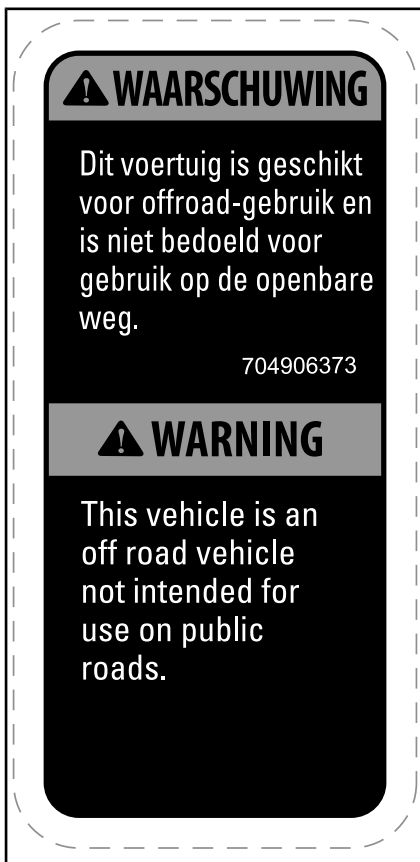 WAARSCHUWING
Dit voertuig is geschikt
voor offroad-gebruik en
is niet bedoeld voor
gebruik op de openbare
weg.
704906373
WARNING
This vehicle is an
off road vehicle
not intended for
use on public
roads.